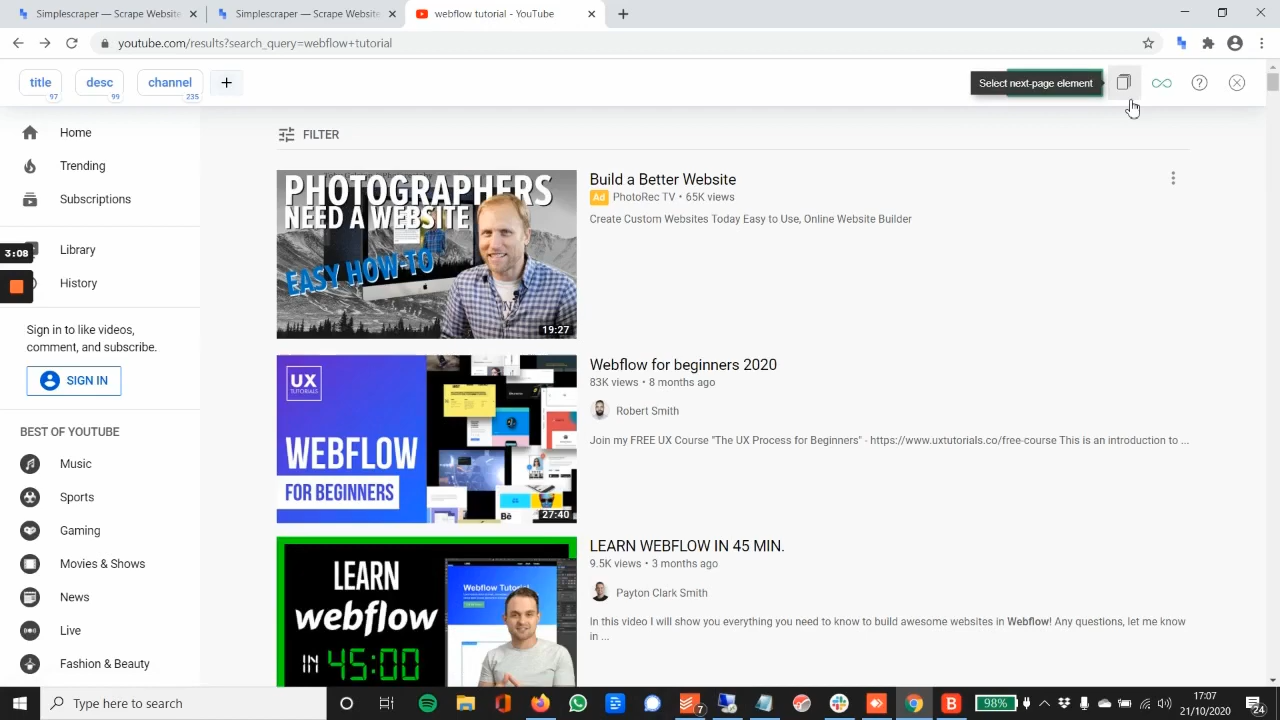 Simplescraper — Scrape Websit
Simplescraper — Scrape Websit
webflow tutorial - YouTube
youtube.com/results?search_query=webflow+tutorial
title
97
desc
99
channel
235
Select next-page element
Home
Trending
Subscriptions
3:08
Library
History
Sign in to like videos,
comment, and subscribe.
SIGN IN
BEST OF YOUTUBE
Music
Sports
Gaming
ies & Shows
News
Live
Fashion & Beauty
FILTER
PHOTOGRAPHERS
NEED A WEBSITE
EASY HOW-TO
19:27
Build a Better Website
Ad PhotoRec TV • 65K views
Create Custom Websites Today Easy to Use, Online Website Builder
UX
TUTORIALS
WEBFLOW
FOR BEGINNERS
Bē
27:40
Webflow for beginners 2020
83K views • 8 months ago
Robert Smith
Join my FREE UX Course "The UX Process for Beginners" · https://www.uxtutorials.co/free-course This is an introduction to ...
LEARN
webflow
IN 45:00
Webflow Tutorial
LEARN WEBFLOW IN 45 MIN.
9.5K views • 3 months ago
Payton Clark Smith
In this video I will show you everything you need to know to build awesome websites in Webflow! Any questions, let me know
in ...
Type here to search
7
B
98%
17:07
21/10/2020
24